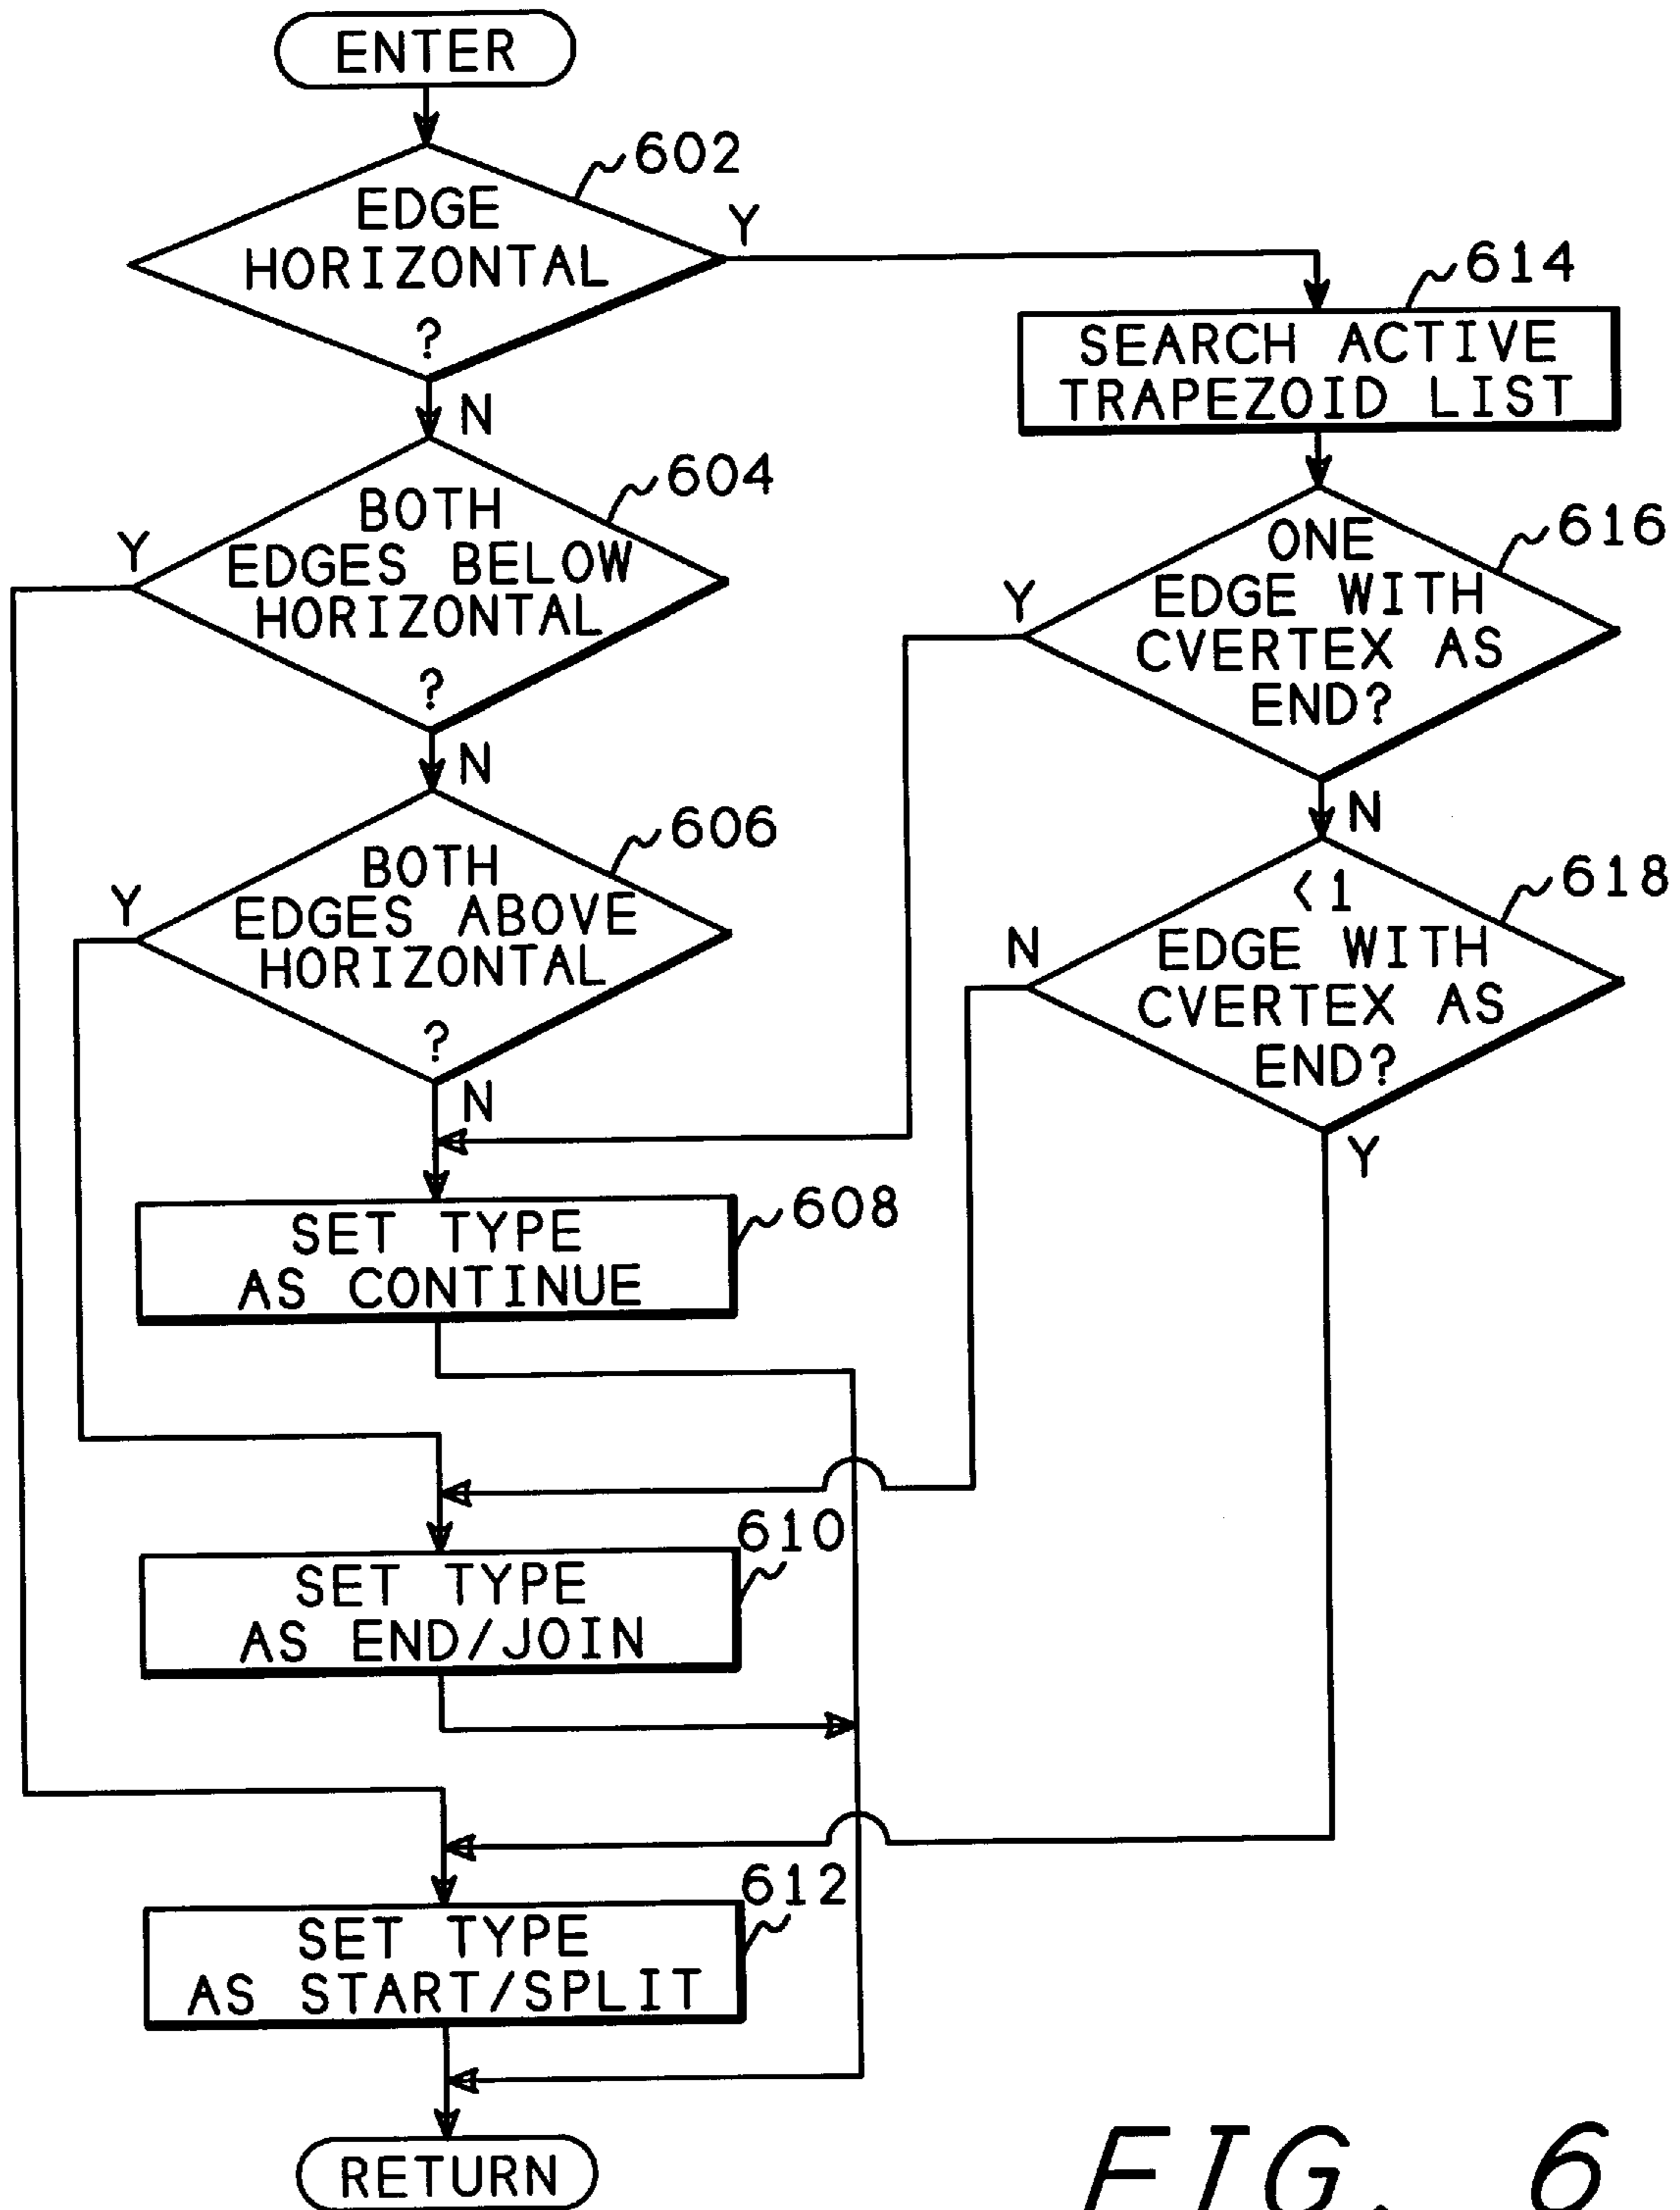 ENTER
602
EDGE
HORIZONTAL
?
Y
N
604
BOTH
EDGES BELOW
HORIZONTAL
?
Y
N
606
BOTH
EDGES ABOVE
HORIZONTAL
?
Y
N
608
SET TYPE
AS CONTINUE
610
SET TYPE
AS END/JOIN
612
SET TYPE
AS START/SPLIT
RETURN
614
SEARCH ACTIVE
TRAPEZOID LIST
616
ONE
EDGE WITH
CVERTEX AS
END?
Y
N
618
<1
EDGE WITH
CVERTEX AS
END?
N
Y
FIG. 6